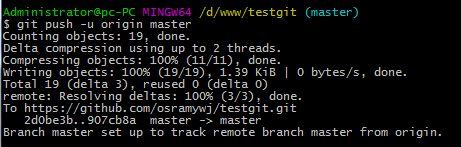 Administrator@pc-PC MINGW64 /d/www/testgit (master)
$ git push -u origin master
Counting objects: 19, done.
Delta compression using up to 2 threads.
Compressing objects: 100% (11/11), done.
Writing objects: 100% (19/19), 1.39 KiB | 0 bytes/s, done.
Total 19 (delta 3), reused 0 (delta 0)
remote: Resolving deltas: 100% (3/3), done.
To https://github.com/osramywj/testgit.git
2d0be3b..907cb8a  master -> master
Branch master set up to track remote branch master from origin.